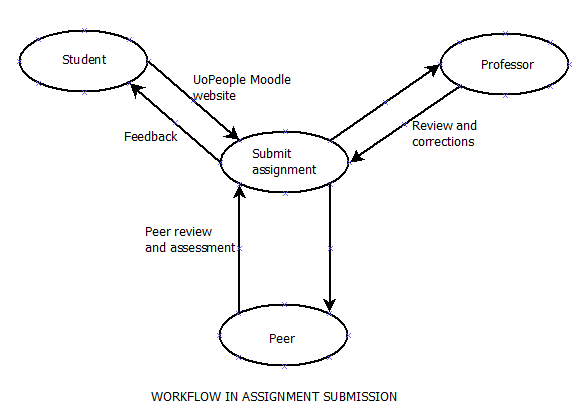 Student
Professor
UoPeople Moodle
website
Feedback
Review and
corrections
Submit
assignment
Peer review
and assessment
Peer
WORKFLOW IN ASSIGNMENT SUBMISSION